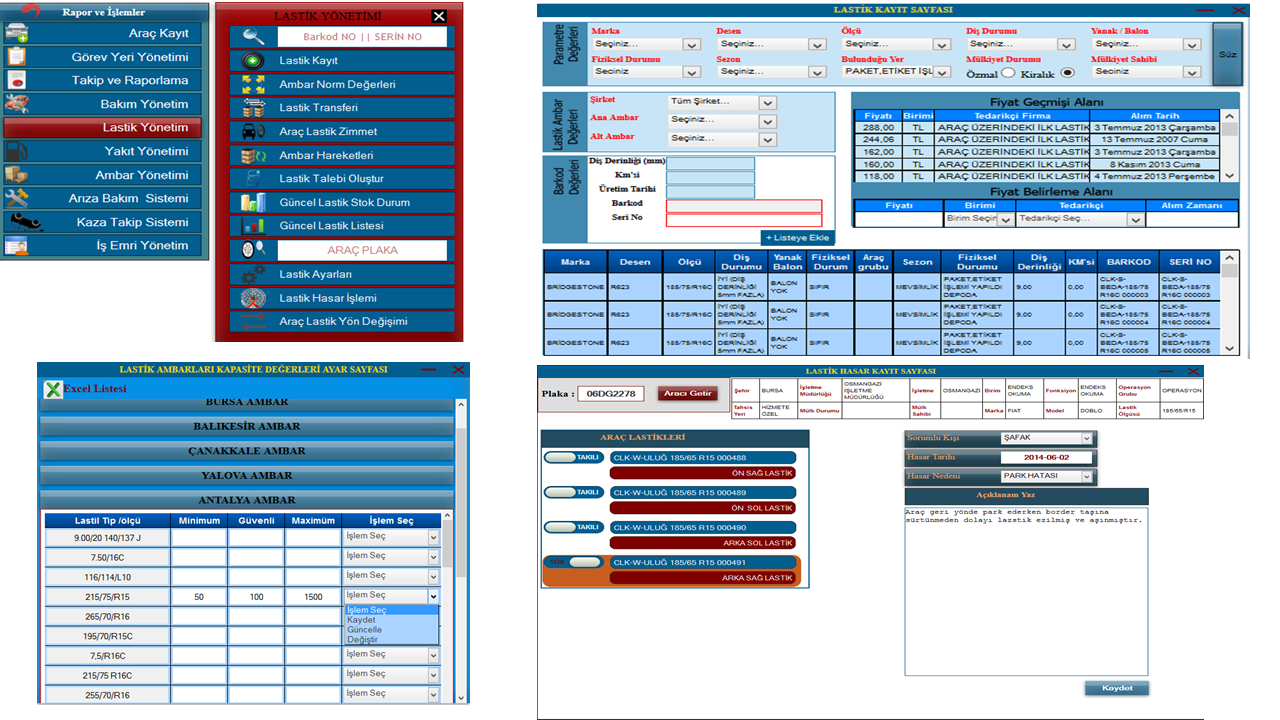 Rapor ve İşlemler
Araç Kayıt
Görev Yeri Yönetimi
Takip ve Raporlama
Bakım Yönetim
Lastik Yönetim
Yakıt Yönetimi
Ambar Yönetimi
Arıza Bakım Sistemi
Kaza Takip Sistemi
İş Emri Yönetim
LASTİK YÖNETİMİ
Barkod NO || SERİN NO
Lastik Kayıt
Ambar Norm Değerleri
Lastik Transferi
Araç Lastik Zimmet
Ambar Hareketleri
Lastik Talebi Oluştur
Güncel Lastik Stok Durum
Güncel Lastik Listesi
ARAÇ PLAKA
Lastik Ayarları
Lastik Hasar İşlemi
Araç Lastik Yön Değişimi
LASTİK KAYIT SAYFASI
Parametre Değerleri
Marka Desen Ölçü Diş Durumu Yanak / Balon
Seçiniz... Seçiniz... Seçiniz... Seçiniz... Seçiniz...
Fiziksel Durumu Sezon Bulunduğu Yer Mülkiyet Durumu Mülkiyet Sahibi
Seciniz Seçiniz... PAKET,ETİKET İŞL Özmal Kiralık Seciniz
Süz
Lastik Ambar Değerleri
Şirket Tüm Şirket...
Ana Ambar Seçiniz...
Alt Ambar Seçiniz...
Barkod Değerleri
Diş Derinliği (mm)
Km'si
Üretim Tarihi
Barkod
Seri No
+ Listeye Ekle
Fiyat Geçmişi Alanı
Fiyatı Birimi Tedarikçi Firma Alım Tarih
288,00 TL ARAÇ ÜZERİNDEKİ İLK LASTİK 3 Temmuz 2013 Çarşamba
244,06 TL ARAÇ ÜZERİNDEKİ İLK LASTİK 13 Temmuz 2007 Cuma
162,00 TL ARAÇ ÜZERİNDEKİ İLK LASTİK 3 Temmuz 2013 Çarşamba
160,00 TL ARAÇ ÜZERİNDEKİ İLK LASTİK 8 Kasım 2013 Cuma
118,00 TL ARAÇ ÜZERİNDEKİ İLK LASTİK 4 Temmuz 2013 Perşembe
Fiyat Belirleme Alanı
Fiyatı Birimi Tedarikçi Alım Zamanı
Birim Seçin Tedarikçi Seç...
Marka Desen Ölçü Diş Durumu Yanak Balon Fiziksel Durum Araç grubu Sezon Fiziksel Durumu Diş Derinliği KM'si BARKOD SERİ NO
BRİDGESTONE R623 185/75/R16C İYİ (DİŞ DERİNLİĞİ 5mm FAZLA) BALON YOK SIFIR MEVSİMLİK PAKET,ETİKET İŞLEMİ YAPILDI DEPODA 9,00 0,00 CLK-S-BEDA-185/75 R16C 000003 CLK-S-BEDA-185/75 R16C 000003
BRİDGESTONE R623 185/75/R16C İYİ (DİŞ DERİNLİĞİ 5mm FAZLA) BALON YOK SIFIR MEVSİMLİK PAKET,ETİKET İŞLEMİ YAPILDI DEPODA 9,00 0,00 CLK-S-BEDA-185/75 R16C 000004 CLK-S-BEDA-185/75 R16C 000004
BRİDGESTONE R623 185/75/R16C İYİ (DİŞ DERİNLİĞİ 5mm FAZLA) BALON YOK SIFIR MEVSİMLİK PAKET,ETİKET İŞLEMİ YAPILDI DEPODA 9,00 0,00 CLK-S-BEDA-185/75 R16C 000005 CLK-S-BEDA-185/75 R16C 000005
LASTİK AMBARLARI KAPASİTE DEĞERLERİ AYAR SAYFASI
Excel Listesi
BURSA AMBAR
BALIKESİR AMBAR
ÇANAKKALE AMBAR
YALOVA AMBAR
ANTALYA AMBAR
Lastil Tip /ölçü Minimum Güvenli Maximüm İşlem Seç
9.00/20 140/137 J İşlem Seç
7.50/16C İşlem Seç
116/114/L10 İşlem Seç
215/75/R15 50 100 1500 İşlem Seç
265/70/R16 İşlem Seç
Kaydet
195/70/R15C Güncelle
Değiştir
7,5/R16C İşlem Seç
215/75 R16C İşlem Seç
255/70/R16 İşlem Seç
LASTİK HASAR KAYIT SAYFASI
Plaka : 06DG2278 Aracı Getir
Şehir BURSA İşletme Müdürlüğü OSMANGAZİ İŞLETME MÜDÜRLÜĞÜ İşletme OSMANGAZİ Birim ENDEKS OKUMA Fonksiyon ENDEKS OKUMA Operasyon Grubu OPERASYON
Tahsis Yeri HİZMETE ÖZEL Mülk Durumu Mülk Sahibi Marka FIAT Model DOBLO Lastik Ölçüsü 185/65/R15
ARAÇ LASTİKLERİ
TAKILI CLK-W-ULUĞ 185/65 R15 000488
ÖN SAĞ LASTİK
TAKILI CLK-W-ULUĞ 185/65 R15 000489
ÖN SOL LASTİK
TAKILI CLK-W-ULUĞ 185/65 R15 000490
ARKA SOL LASTİK
SÖK CLK-W-ULUĞ 185/65 R15 000491
ARKA SAĞ LASTİK
Sorumlu Kişi ŞAFAK
Hasar Tarihi 2014-06-02
Hasar Nedeni PARK HATASI
Açıklanam Yaz
Araç geri yönde park ederken border taşına
sürtünmeden dolayı lazstik ezilmiş ve aşınmıştır.
Kaydet